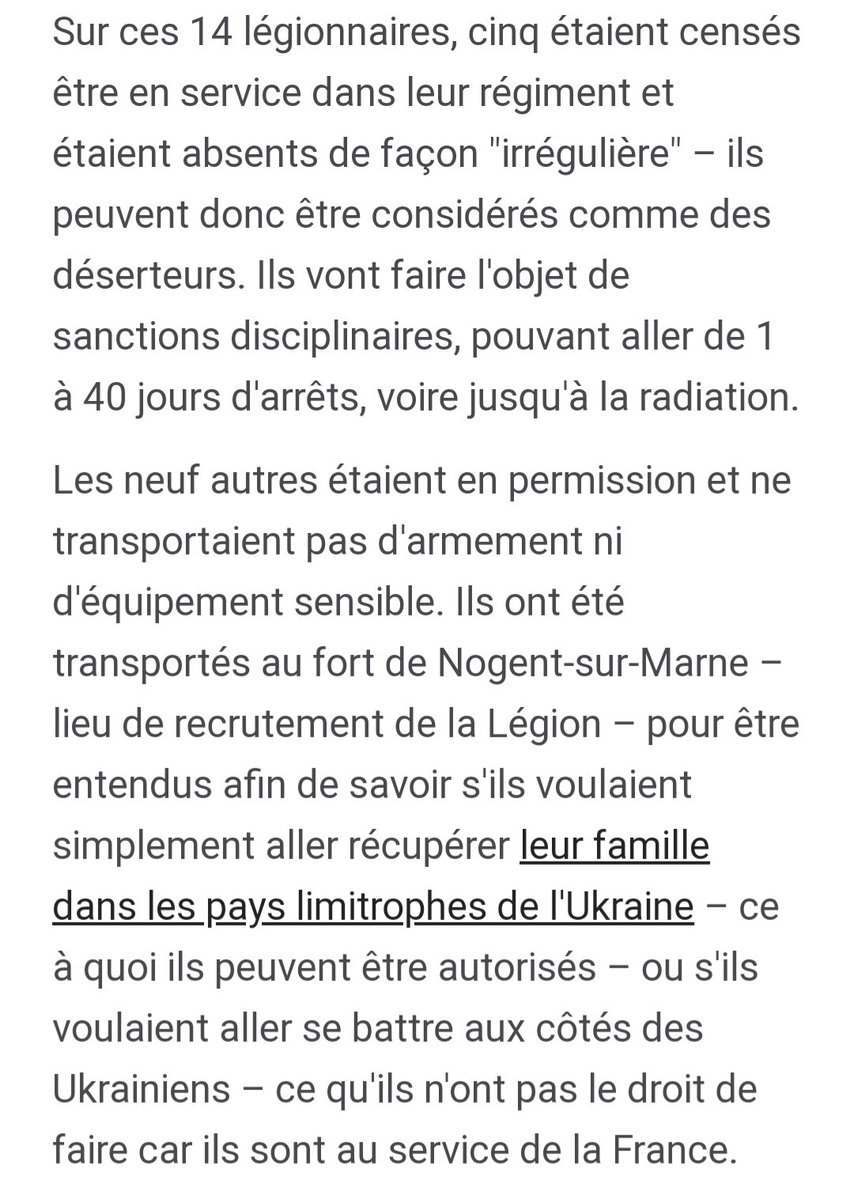 Sur ces 14 légionnaires, cinq étaient censés
être en service dans leur régiment et
étaient absents de façon "irrégulière" – ils
peuvent donc être considérés comme des
déserteurs. Ils vont faire l'objet de
sanctions disciplinaires, pouvant aller de 1
à 40 jours d'arrêts, voire jusqu'à la radiation.
Les neuf autres étaient en permission et ne
transportaient pas d'armement ni
d'équipement sensible. Ils ont été
transportés au fort de Nogent-sur-Marne –
lieu de recrutement de la Légion – pour être
entendus afin de savoir s'ils voulaient
simplement aller récupérer leur famille
dans les pays limitrophes de l'Ukraine – ce
à quoi ils peuvent être autorisés – ou s'ils
voulaient aller se battre aux côtés des
Ukrainiens – ce qu'ils n'ont pas le droit de
faire car ils sont au service de la France.